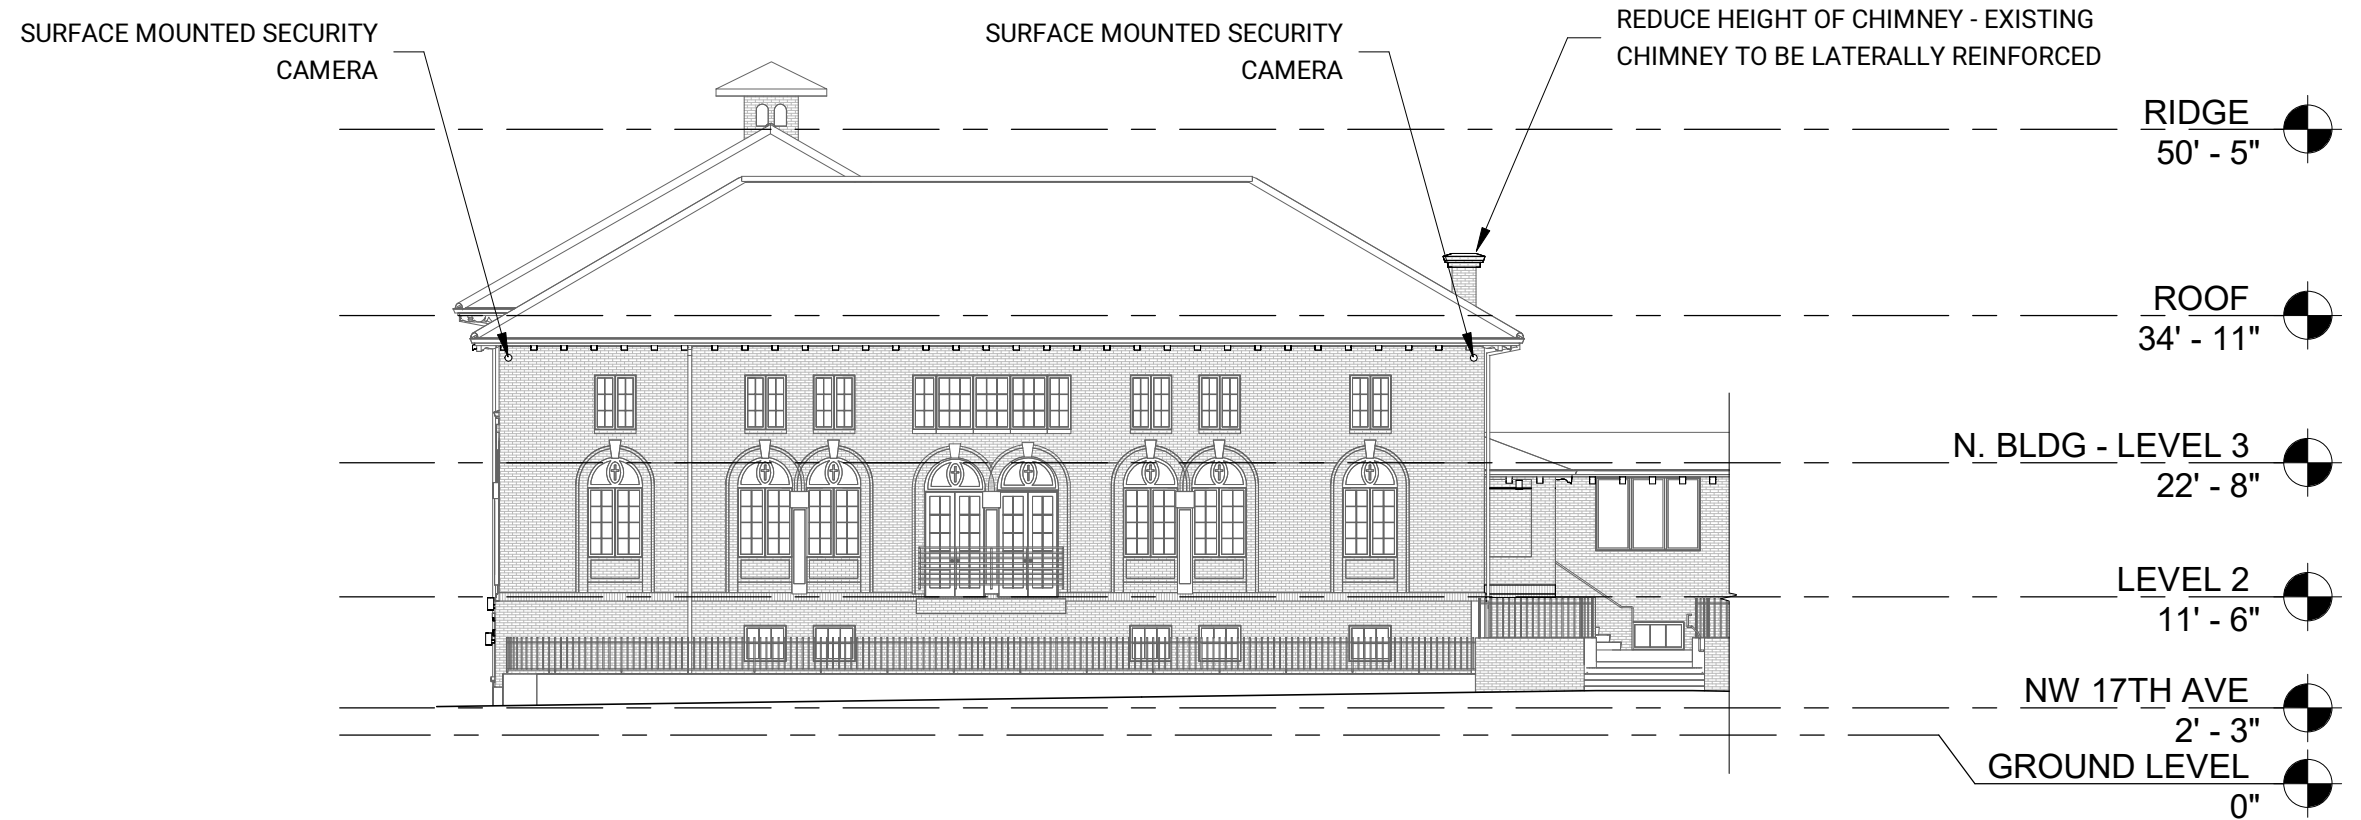 SURFACE MOUNTED SECURITY
CAMERA
SURFACE MOUNTED SECURITY
CAMERA
REDUCE HEIGHT OF CHIMNEY - EXISTING
CHIMNEY TO BE LATERALLY REINFORCED
RIDGE
50' - 5"
ROOF
34' - 11"
N. BLDG - LEVEL 3
22' - 8"
LEVEL 2
11' - 6"
NW 17TH AVE
2' - 3"
GROUND LEVEL
0"